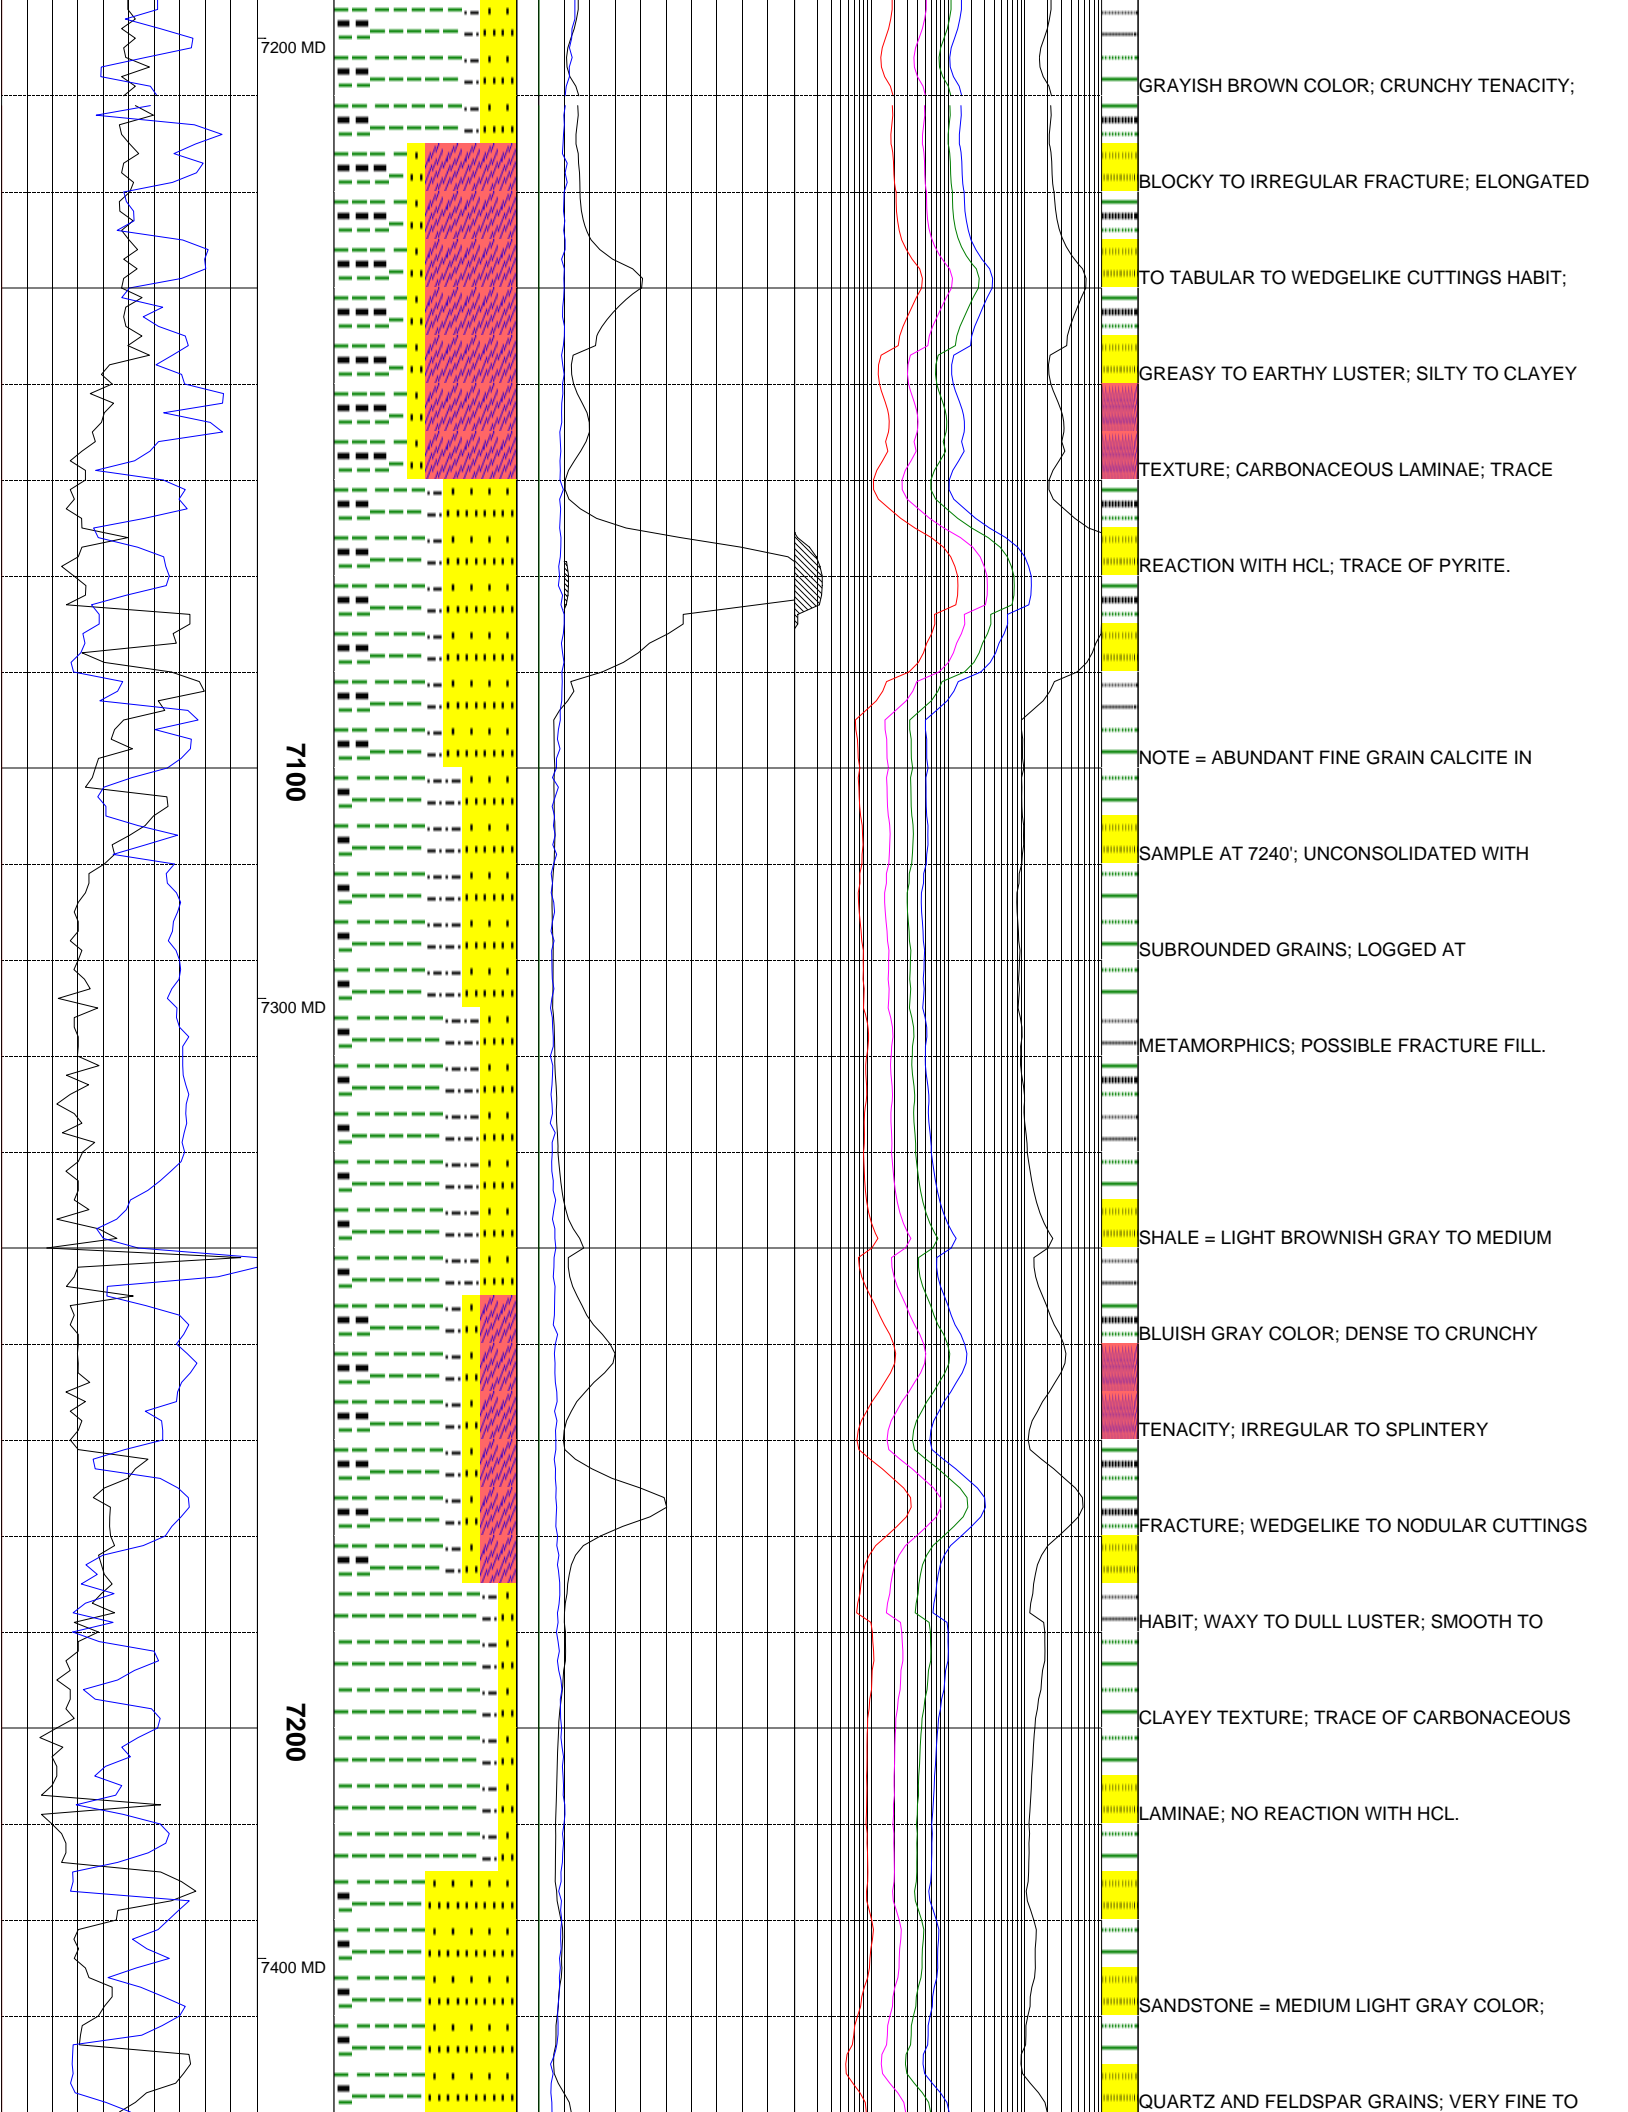 7200 MD
GRAYISH BROWN COLOR; CRUNCHY TENACITY;
BLOCKY TO IRREGULAR FRACTURE; ELONGATED
TO TABULAR TO WEDGELIKE CUTTINGS HABIT;
GREASY TO EARTHY LUSTER; SILTY TO CLAYEY
TEXTURE; CARBONACEOUS LAMINAE; TRACE
REACTION WITH HCL; TRACE OF PYRITE.
7100
NOTE = ABUNDANT FINE GRAIN CALCITE IN
SAMPLE AT 7240'; UNCONSOLIDATED WITH
SUBROUNDED GRAINS; LOGGED AT
7300 MD
METAMORPHICS; POSSIBLE FRACTURE FILL.
SHALE = LIGHT BROWNISH GRAY TO MEDIUM
BLUISH GRAY COLOR; DENSE TO CRUNCHY
TENACITY; IRREGULAR TO SPLINTERY
FRACTURE; WEDGELIKE TO NODULAR CUTTINGS
HABIT; WAXY TO DULL LUSTER; SMOOTH TO
7200
CLAYEY TEXTURE; TRACE OF CARBONACEOUS
LAMINAE; NO REACTION WITH HCL.
7400 MD
SANDSTONE = MEDIUM LIGHT GRAY COLOR;
QUARTZ AND FELDSPAR GRAINS; VERY FINE TO